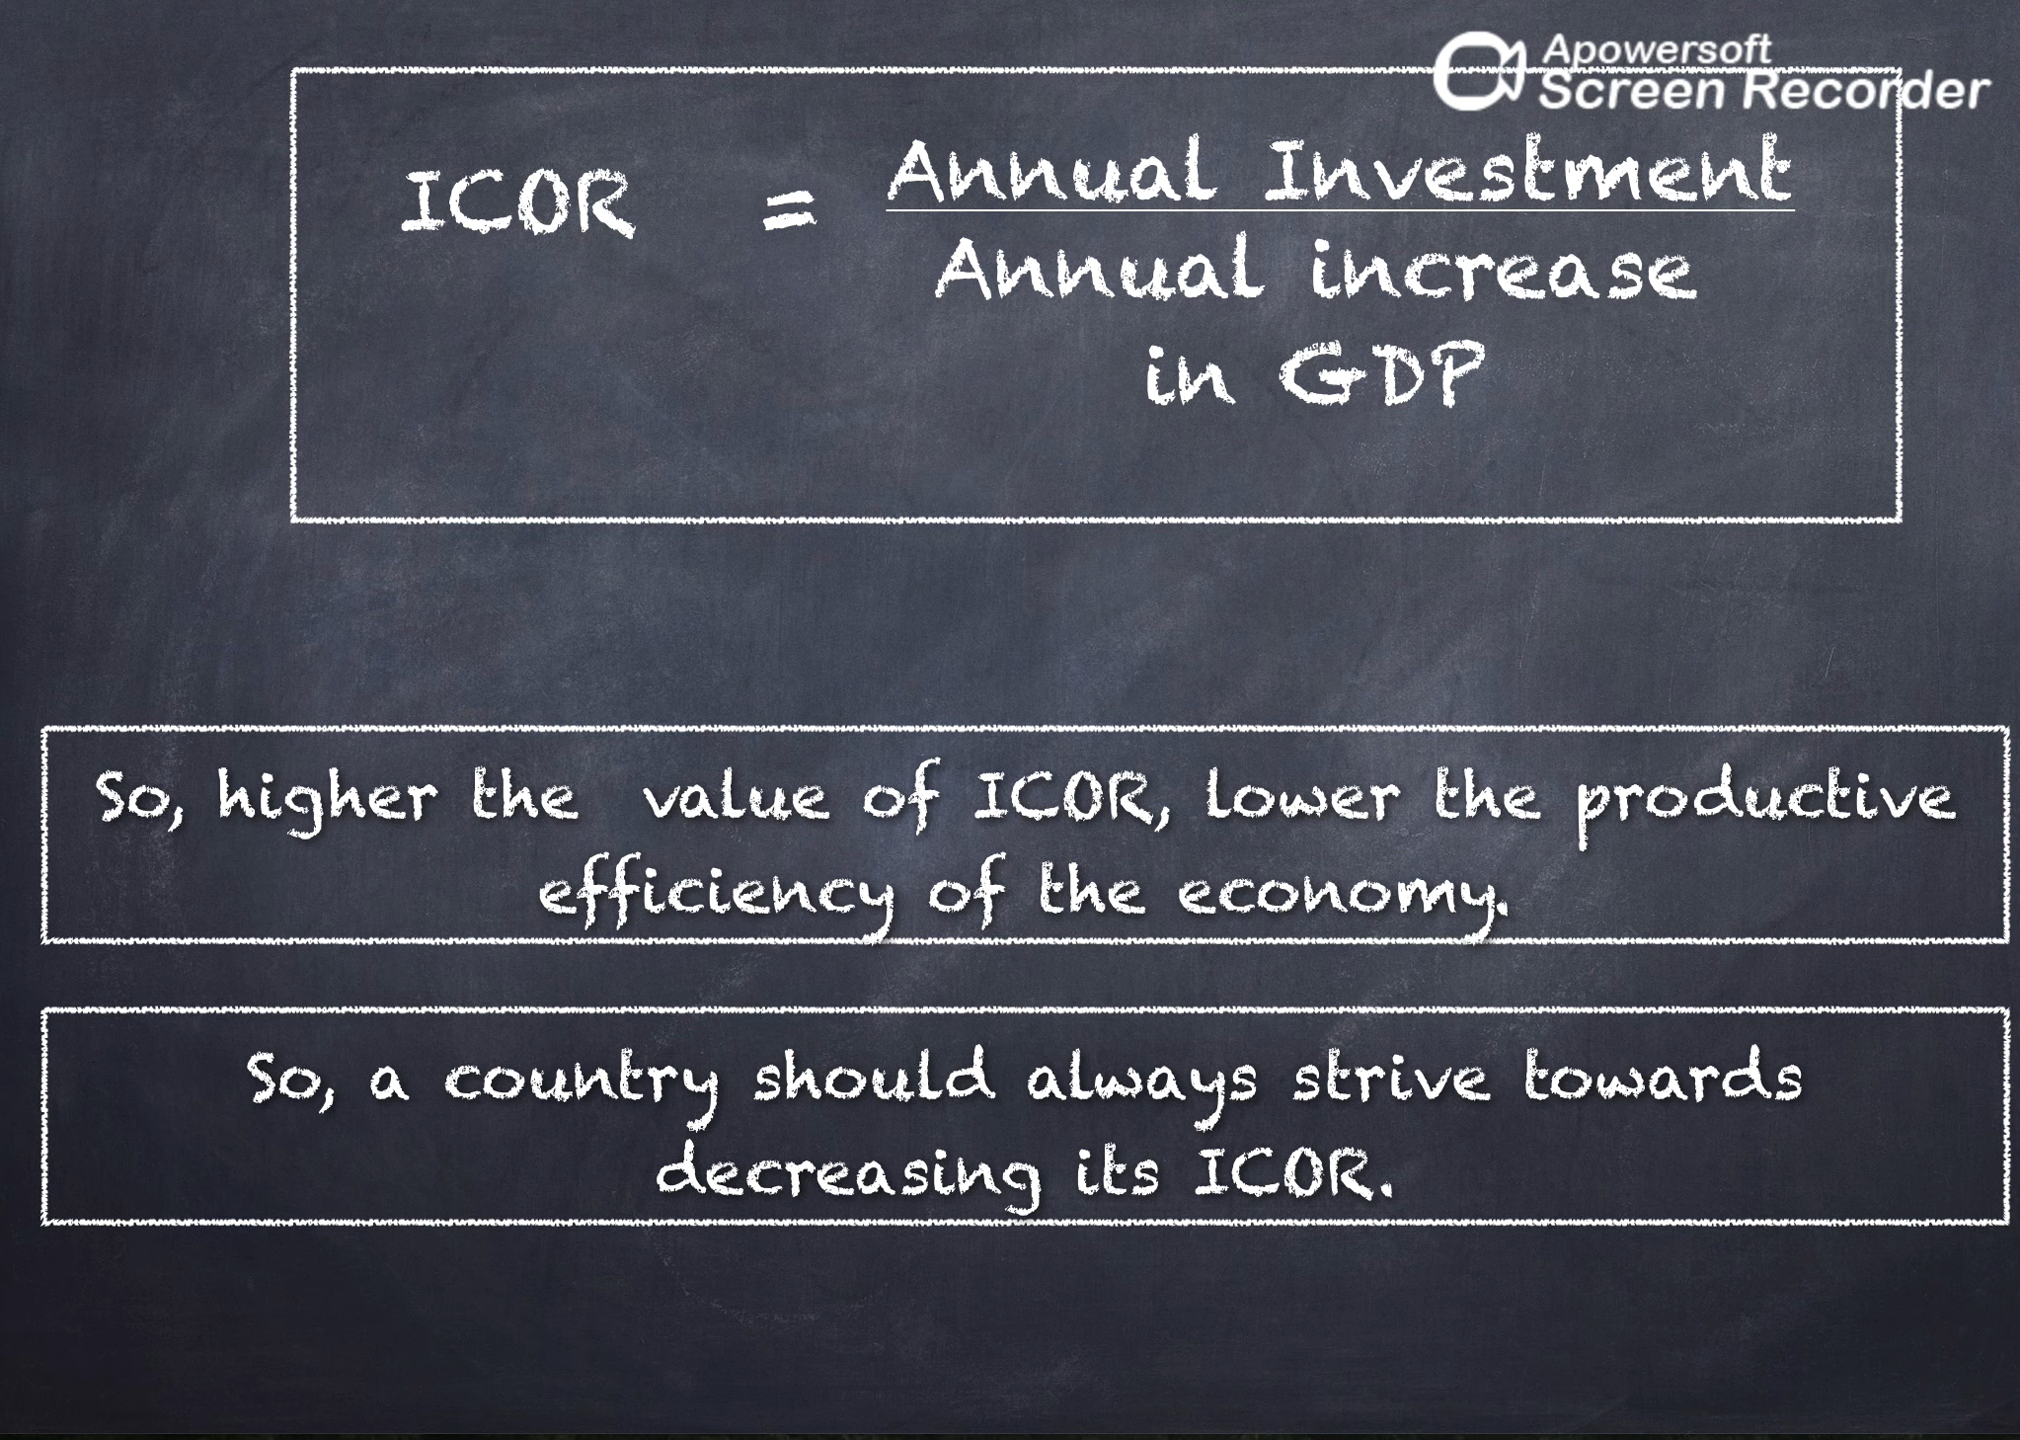 Apowersoft
Screen Recorder
ICOR = Annual Investment
Annual increase
in GDP
So, higher the value of ICOR, lower the productive
efficiency of the economy.
So, a country should always strive towards
decreasing its ICOR.